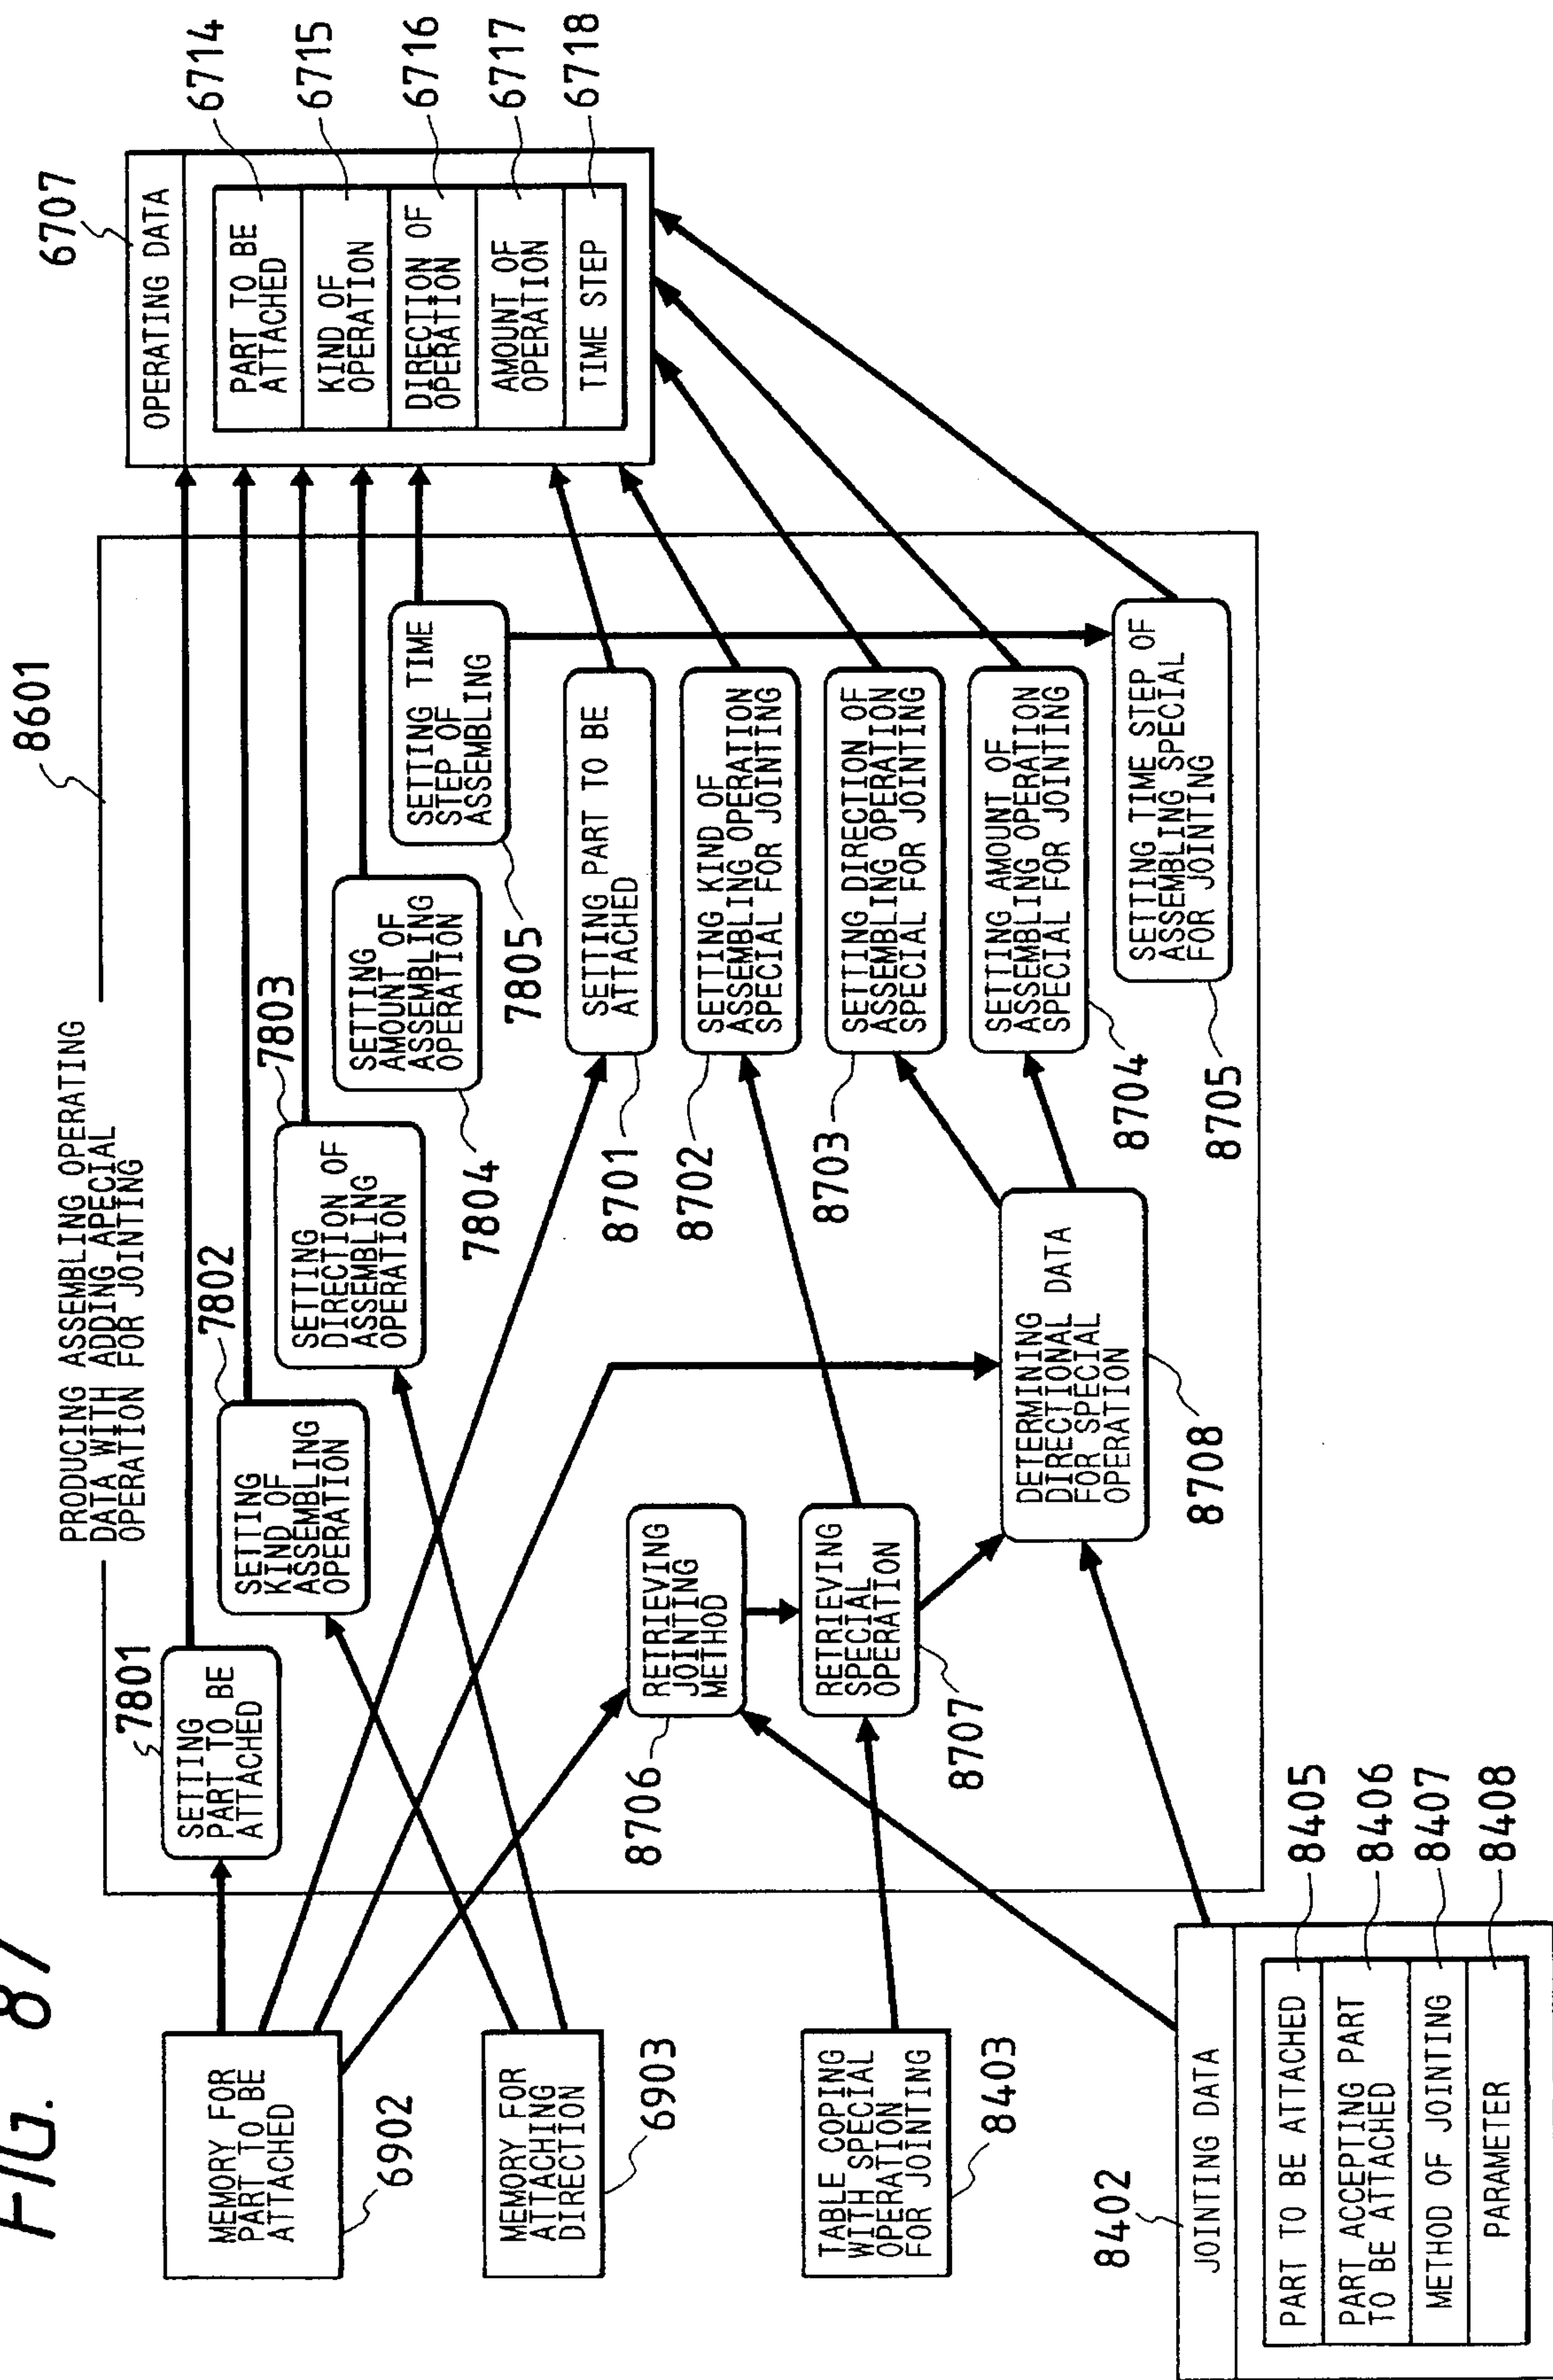 FIG. 87
PRODUCING ASSEMBLING OPERATING
DATA WITH ADDING APECIAL
OPERATION FOR JOINTING
8601
MEMORY FOR
PART TO BE
ATTACHED
6902
MEMORY FOR
ATTACHING
DIRECTION
6903
TABLE COPING
WITH SPECIAL
OPERATION
FOR JOINTING
8403
8402
JOINTING DATA
PART TO BE ATTACHED
8405
PART ACCEPTING PART
TO BE ATTACHED
8406
METHOD OF JOINTING
8407
PARAMETER
8408
7801
SETTING
PART TO BE
ATTACHED
7802
SETTING
KIND OF
ASSEMBLING
OPERATION
7803
SETTING
DIRECTION OF
ASSEMBLING
OPERATION
SETTING
AMOUNT OF
ASSEMBLING
OPERATION
7804
SETTING TIME
STEP OF
ASSEMBLING
7805
RETRIEVING
JOINTING
METHOD
8706
RETRIEVING
SPECIAL
OPERATION
8707
DETERMINING
DIRECTIONAL DATA
FOR SPECIAL
OPERATION
8708
SETTING PART TO BE
ATTACHED
8701
SETTING KIND OF
ASSEMBLING OPERATION
SPECIAL FOR JOINTING
8702
SETTING DIRECTION OF
ASSEMBLING OPERATION
SPECIAL FOR JOINTING
8703
SETTING AMOUNT OF
ASSEMBLING OPERATION
SPECIAL FOR JOINTING
8704
SETTING TIME STEP OF
ASSEMBLING SPECIAL
FOR JOINTING
8705
6707
OPERATING DATA
PART TO BE
ATTACHED
6714
KIND OF
OPERATION
6715
DIRECTION OF
OPERATION
6716
AMOUNT OF
OPERATION
6717
TIME STEP
6718